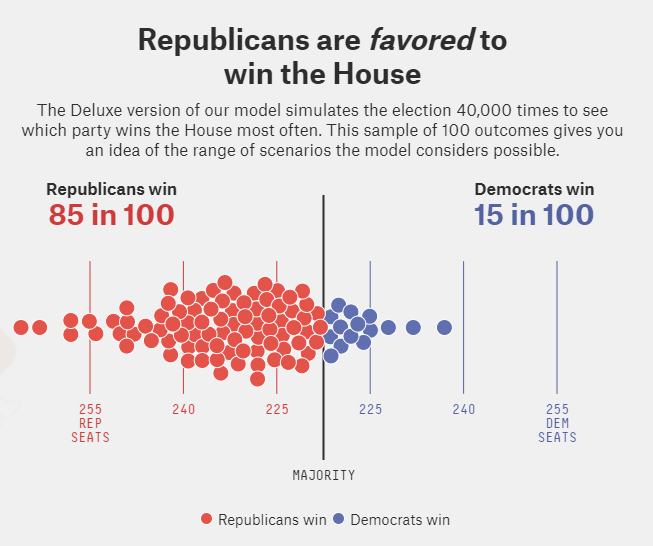 Republicans are favored to
win the House
The Deluxe version of our model simulates the election 40,000 times to see
which party wins the House most often. This sample of 100 outcomes gives you
an idea of the range of scenarios the model considers possible.
Republicans win
85 in 100
Democrats win
15 in 100
255
REP
SEATS
240
225
225
240
255
DEM
SEATS
MAJORITY
Republicans win
Democrats win